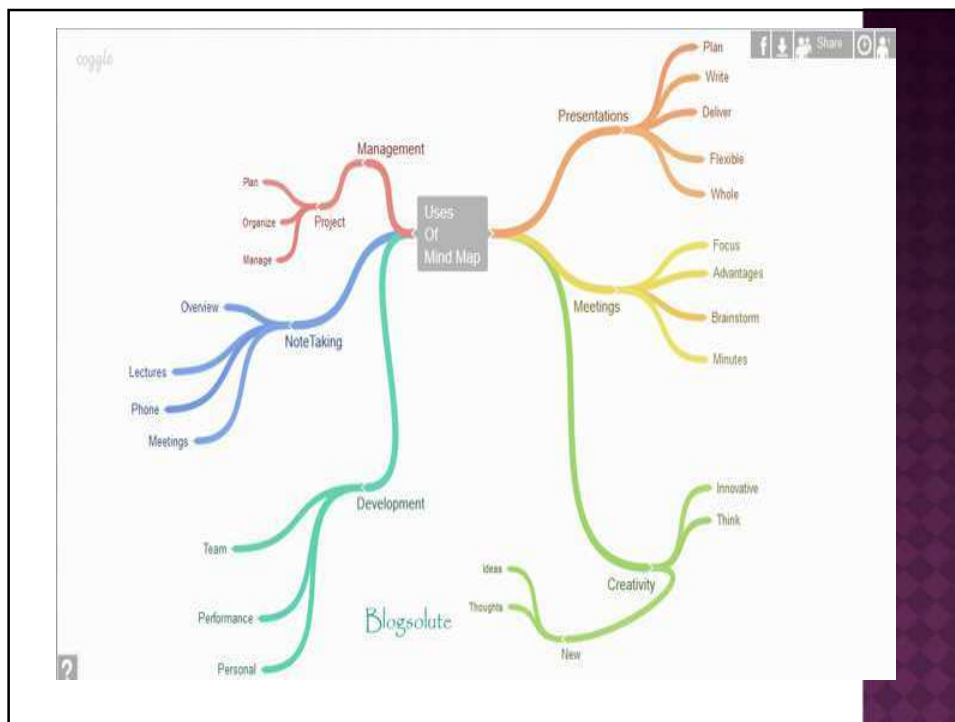 coggle
Share
Uses
Of
Mind Map
Management
Project
Plan
Organize
Manage
NoteTaking
Overview
Lectures
Phone
Meetings
Development
Team
Performance
Personal
Presentations
Plan
Write
Deliver
Flexible
Whole
Meetings
Focus
Advantages
Brainstorm
Minutes
Creativity
Innovative
Think
New
Ideas
Thoughts
Blogsolute
f
?